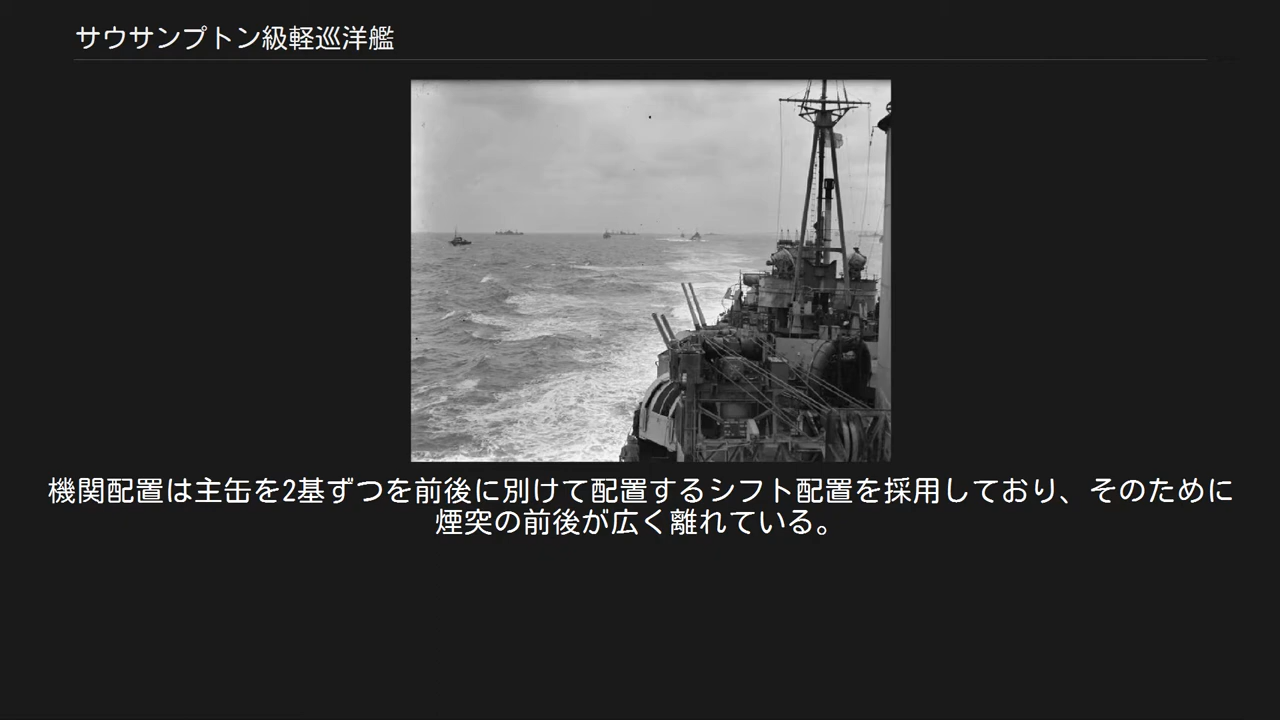 サウサンプトン級軽巡洋艦
機関配置は主缶を2基ずつを前後に別けて配置するシフト配置を採用しており、そのために
煙突の前後が広く離れている。